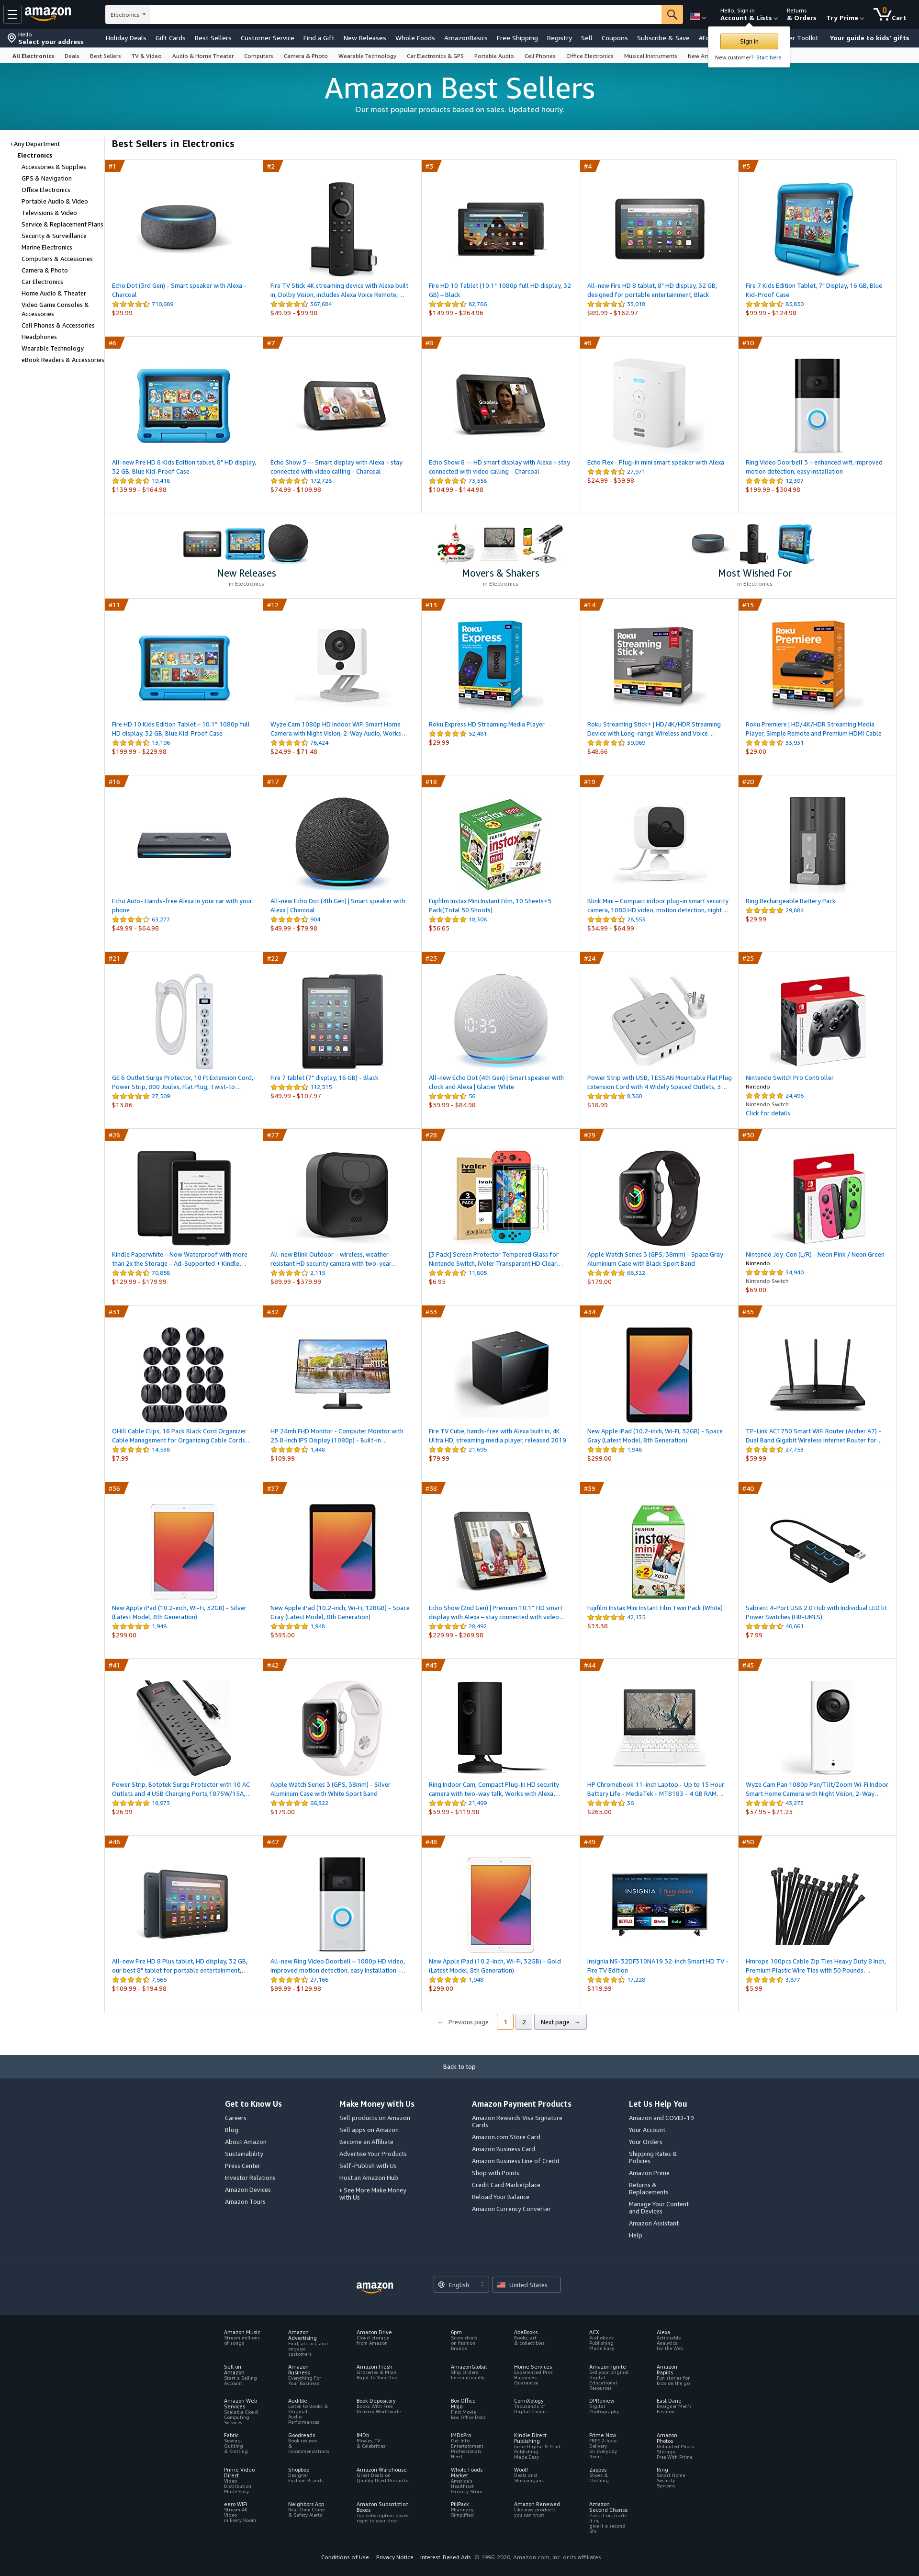 Hello
Select your address
amazon
Electronics
Hello, Sign in
Account & Lists
Returns
& Orders
Try Prime
0
Cart
Holiday Deals Gift Cards Best Sellers Customer Service Find a Gift New Releases Whole Foods AmazonBasics Free Shipping Registry Sell Coupons Subscribe & Save
Toolkit Your guide to kids' gifts
Sign in
New customer? Start here.
All Electronics Deals Best Sellers TV & Video Audio & Home Theater Computers Camera & Photo Wearable Technology Car Electronics & GPS Portable Audio Cell Phones Office Electronics Musical Instruments
Amazon Best Sellers
Our most popular products based on sales. Updated hourly.
‹ Any Department
Electronics
Accessories & Supplies
GPS & Navigation
Office Electronics
Portable Audio & Video
Televisions & Video
Service & Replacement Plans
Security & Surveillance
Marine Electronics
Computers & Accessories
Camera & Photo
Car Electronics
Home Audio & Theater
Video Game Consoles &
Accessories
Cell Phones & Accessories
Headphones
Wearable Technology
eBook Readers & Accessories
Best Sellers in Electronics
#1
Echo Dot (3rd Gen) - Smart speaker with Alexa -
Charcoal
710,689
$29.99
#2
Fire TV Stick 4K streaming device with Alexa built
in, Dolby Vision, includes Alexa Voice Remote,…
367,684
$49.99 - $99.98
#3
Fire HD 10 Tablet (10.1" 1080p full HD display, 32
GB) – Black
82,766
$149.99 - $264.96
#4
All-new Fire HD 8 tablet, 8" HD display, 32 GB,
designed for portable entertainment, Black
33,018
$89.99 - $162.97
#5
Fire 7 Kids Edition Tablet, 7" Display, 16 GB, Blue
Kid-Proof Case
85,850
$99.99 - $124.98
#6
All-new Fire HD 8 Kids Edition tablet, 8" HD display,
32 GB, Blue Kid-Proof Case
19,418
$139.99 - $164.98
#7
Echo Show 5 -- Smart display with Alexa – stay
connected with video calling - Charcoal
172,728
$74.99 - $109.98
#8
Grandma
Echo Show 8 -- HD smart display with Alexa – stay
connected with video calling - Charcoal
73,556
$104.99 - $144.98
#9
Echo Flex - Plug-in mini smart speaker with Alexa
27,971
$24.99 - $39.98
#10
ring
Ring Video Doorbell 3 – enhanced wifi, improved
motion detection, easy installation
12,397
$199.99 - $304.98
New Releases
in Electronics
Movers & Shakers
in Electronics
Most Wished For
in Electronics
#11
Fire HD 10 Kids Edition Tablet – 10.1" 1080p full
HD display, 32 GB, Blue Kid-Proof Case
13,196
$199.99 - $229.98
#12
Wyze Cam 1080p HD Indoor WiFi Smart Home
Camera with Night Vision, 2-Way Audio, Works…
76,424
$24.99 - $71.48
#13
Roku
Express
Roku Express HD Streaming Media Player
52,461
$29.99
#14
Roku
Streaming
Stick+
Roku Streaming Stick+ | HD/4K/HDR Streaming
Device with Long-range Wireless and Voice…
39,069
$48.66
#15
Roku
Premiere
Roku Premiere | HD/4K/HDR Streaming Media
Player, Simple Remote and Premium HDMI Cable
33,931
$29.00
#16
Echo Auto- Hands-free Alexa in your car with your
phone
63,277
$49.99 - $64.98
#17
All-new Echo Dot (4th Gen) | Smart speaker with
Alexa | Charcoal
904
$49.99 - $79.98
#18
FUJIFILM
instax
mini
Fujifilm Instax Mini Instant Film, 10 Sheets×5
Pack(Total 50 Shoots)
18,308
$36.65
#19
Blink Mini – Compact indoor plug-in smart security
camera, 1080 HD video, motion detection, night…
28,553
$34.99 - $64.99
#20
ring
Ring Rechargeable Battery Pack
29,684
$29.99
#21
GE 6 Outlet Surge Protector, 10 Ft Extension Cord,
Power Strip, 800 Joules, Flat Plug, Twist-to…
27,509
$13.86
#22
Fire 7 tablet (7" display, 16 GB) - Black
112,515
$49.99 - $107.97
#23
10:35
All-new Echo Dot (4th Gen) | Smart speaker with
clock and Alexa | Glacier White
56
$59.99 - $84.98
#24
Power Strip with USB, TESSAN Mountable Flat Plug
Extension Cord with 4 Widely Spaced Outlets, 3…
8,360
$18.99
#25
Nintendo Switch Pro Controller
Nintendo
24,496
Nintendo Switch
Click for details
#26
Kindle Paperwhite – Now Waterproof with more
than 2x the Storage – Ad-Supported + Kindle…
70,858
$129.99 - $179.99
#27
All-new Blink Outdoor – wireless, weather-
resistant HD security camera with two-year…
2,115
$89.99 - $379.99
#28
ivoler
3
PACK
[3 Pack] Screen Protector Tempered Glass for
Nintendo Switch, iVoler Transparent HD Clear…
11,805
$6.95
#29
Apple Watch Series 3 (GPS, 38mm) - Space Gray
Aluminium Case with Black Sport Band
66,322
$179.00
#30
Nintendo Joy-Con (L/R) - Neon Pink / Neon Green
Nintendo
34,940
Nintendo Switch
$69.00
#31
OHill Cable Clips, 16 Pack Black Cord Organizer
Cable Management for Organizing Cable Cords…
14,538
$7.99
#32
HP 24mh FHD Monitor - Computer Monitor with
23.8-inch IPS Display (1080p) - Built-in…
1,448
$109.99
#33
Fire TV Cube, hands-free with Alexa built in, 4K
Ultra HD, streaming media player, released 2019
21,695
$79.99
#34
New Apple iPad (10.2-inch, Wi-Fi, 32GB) - Space
Gray (Latest Model, 8th Generation)
1,948
$299.00
#35
TP-Link AC1750 Smart WiFi Router (Archer A7) -
Dual Band Gigabit Wireless Internet Router for…
27,753
$59.99
#36
New Apple iPad (10.2-inch, Wi-Fi, 32GB) - Silver
(Latest Model, 8th Generation)
1,948
$299.00
#37
New Apple iPad (10.2-inch, Wi-Fi, 128GB) - Space
Gray (Latest Model, 8th Generation)
1,948
$395.00
#38
Echo Show (2nd Gen) | Premium 10.1" HD smart
display with Alexa – stay connected with video…
28,492
$229.99 - $269.98
#39
FUJIFILM
instax
mini
Fujifilm Instax Mini Instant Film Twin Pack (White)
42,135
$13.38
#40
Sabrent 4-Port USB 2.0 Hub with Individual LED lit
Power Switches (HB-UMLS)
40,661
$7.99
#41
Power Strip, Bototek Surge Protector with 10 AC
Outlets and 4 USB Charging Ports,1875W/15A,…
16,973
$26.99
#42
Apple Watch Series 3 (GPS, 38mm) - Silver
Aluminum Case with White Sport Band
66,322
$179.00
#43
Ring Indoor Cam, Compact Plug-In HD security
camera with two-way talk, Works with Alexa…
21,499
$59.99 - $119.98
#44
HP Chromebook 11-inch Laptop - Up to 15 Hour
Battery Life - MediaTek - MT8183 - 4 GB RAM…
36
$265.00
#45
Wyze Cam Pan 1080p Pan/Tilt/Zoom Wi-Fi Indoor
Smart Home Camera with Night Vision, 2-Way…
43,273
$37.95 - $71.23
#46
All-new Fire HD 8 Plus tablet, HD display, 32 GB,
our best 8" tablet for portable entertainment,…
7,566
$109.99 - $194.98
#47
All-new Ring Video Doorbell – 1080p HD video,
improved motion detection, easy installation –…
27,166
$99.99 - $129.98
#48
New Apple iPad (10.2-inch, Wi-Fi, 32GB) - Gold
(Latest Model, 8th Generation)
1,948
$299.00
#49
INSIGNIA
Insignia NS-32DF310NA19 32-inch Smart HD TV -
Fire TV Edition
17,228
$119.99
#50
Hmrope 100pcs Cable Zip Ties Heavy Duty 8 Inch,
Premium Plastic Wire Ties with 50 Pounds…
3,877
$5.99
← Previous page 1 2 Next page →
Back to top
Get to Know Us
Careers
Blog
About Amazon
Sustainability
Press Center
Investor Relations
Amazon Devices
Amazon Tours
Make Money with Us
Sell products on Amazon
Sell apps on Amazon
Become an Affiliate
Advertise Your Products
Self-Publish with Us
Host an Amazon Hub
› See More Make Money
with Us
Amazon Payment Products
Amazon Rewards Visa Signature
Cards
Amazon.com Store Card
Amazon Business Card
Amazon Business Line of Credit
Shop with Points
Credit Card Marketplace
Reload Your Balance
Amazon Currency Converter
Let Us Help You
Amazon and COVID-19
Your Account
Your Orders
Shipping Rates &
Policies
Amazon Prime
Returns &
Replacements
Manage Your Content
and Devices
Amazon Assistant
Help
amazon
English
United States
Amazon Music
Stream millions
of songs
Amazon
Advertising
Find, attract, and
engage
customers
Amazon Drive
Cloud storage
from Amazon
6pm
Score deals
on fashion
brands
AbeBooks
Books, art
& collectibles
ACX
Audiobook
Publishing
Made Easy
Alexa
Actionable
Analytics
for the Web
Sell on
Amazon
Start a Selling
Account
Amazon
Business
Everything For
Your Business
Amazon Fresh
Groceries & More
Right To Your Door
AmazonGlobal
Ship Orders
Internationally
Home Services
Experienced Pros
Happiness
Guarantee
Amazon Ignite
Sell your original
Digital
Educational
Resources
Amazon
Rapids
Fun stories for
kids on the go
Amazon Web
Services
Scalable Cloud
Computing
Services
Audible
Listen to Books &
Original
Audio
Performances
Book Depository
Books With Free
Delivery Worldwide
Box Office
Mojo
Find Movie
Box Office Data
ComiXology
Thousands of
Digital Comics
DPReview
Digital
Photography
East Dane
Designer Men's
Fashion
Fabric
Sewing,
Quilting
& Knitting
Goodreads
Book reviews
&
recommendations
IMDb
Movies, TV
& Celebrities
IMDbPro
Get Info
Entertainment
Professionals
Need
Kindle Direct
Publishing
Indie Digital & Print
Publishing
Made Easy
Prime Now
FREE 2-hour
Delivery
on Everyday
Items
Amazon
Photos
Unlimited Photo
Storage
Free With Prime
Prime Video
Direct
Video
Distribution
Made Easy
Shopbop
Designer
Fashion Brands
Amazon Warehouse
Great Deals on
Quality Used Products
Whole Foods
Market
America's
Healthiest
Grocery Store
Woot!
Deals and
Shenanigans
Zappos
Shoes &
Clothing
Ring
Smart Home
Security
Systems
eero WiFi
Stream 4K
Video
in Every Room
Neighbors App
Real-Time Crime
& Safety Alerts
Amazon Subscription
Boxes
Top subscription boxes –
right to your door
PillPack
Pharmacy
Simplified
Amazon Renewed
Like-new products
you can trust
Amazon
Second Chance
Pass it on, trade
it in,
give it a second
life
Conditions of Use Privacy Notice Interest-Based Ads © 1996-2020, Amazon.com, Inc. or its affiliates